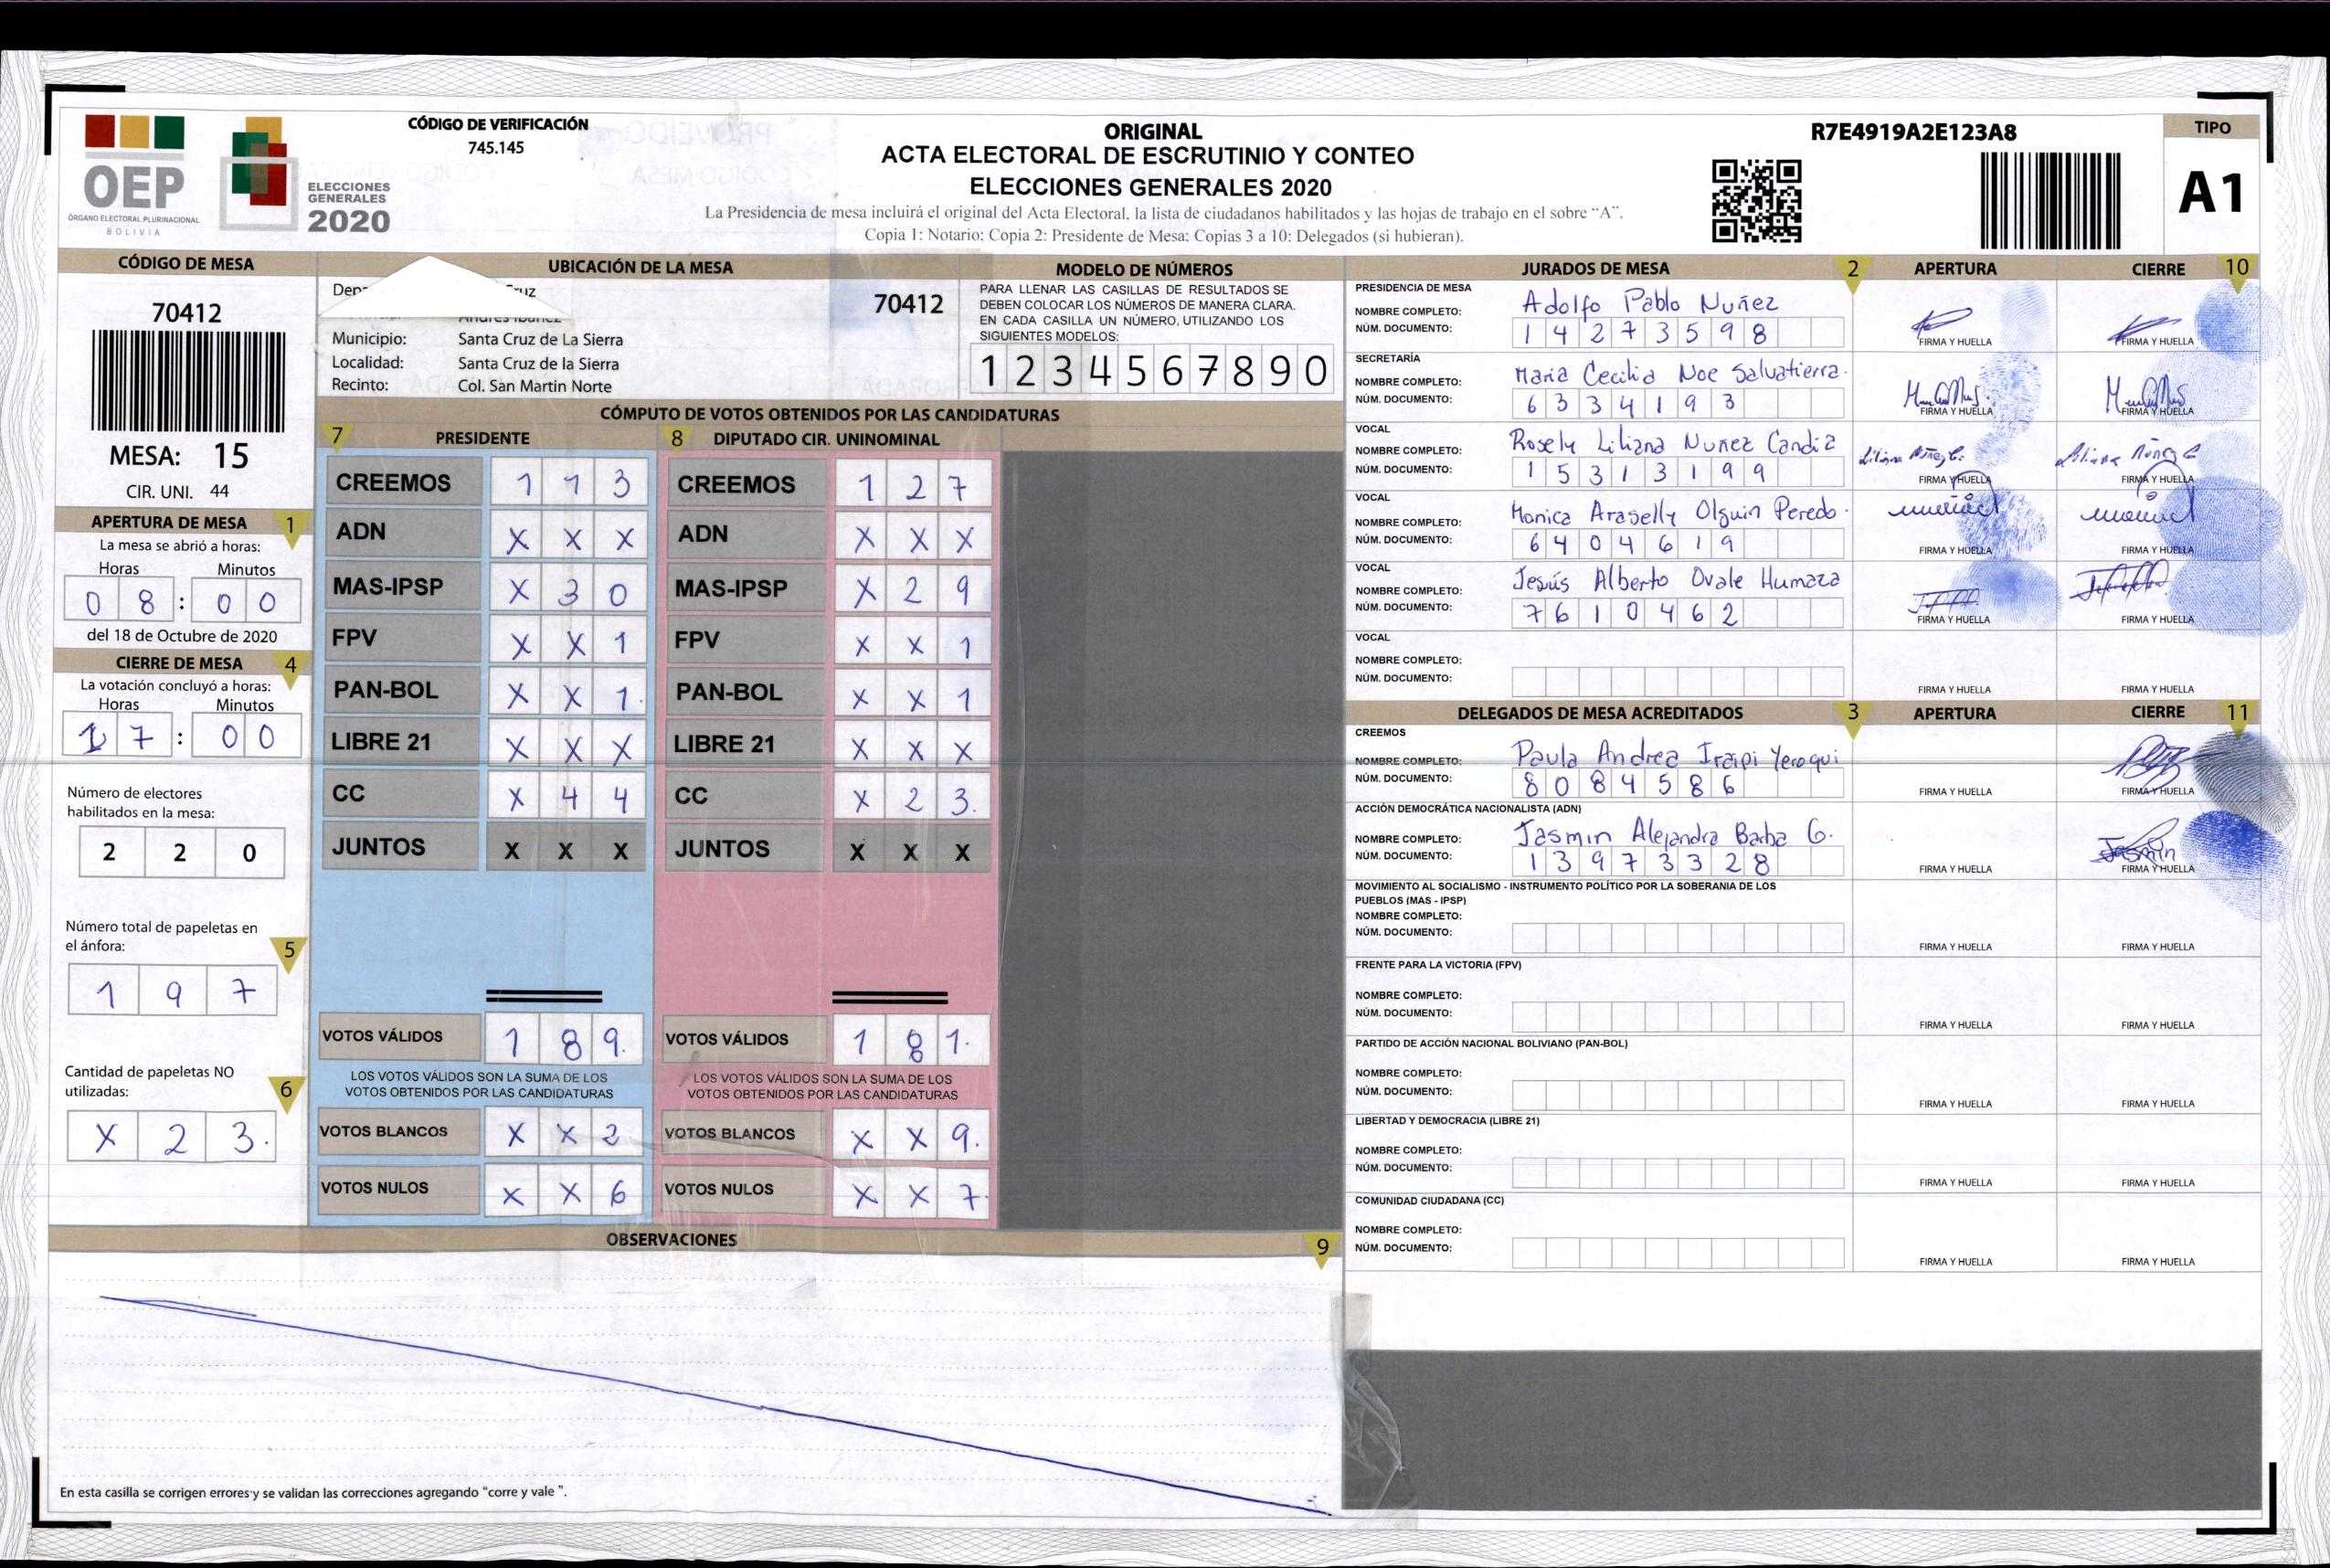 OEP
ÓRGANO ELECTORAL PLURINACIONAL
BOLIVIA
ELECCIONES
GENERALES
2020
CÓDIGO DE VERIFICACIÓN
745.145
ORIGINAL
ACTA ELECTORAL DE ESCRUTINIO Y CONTEO
ELECCIONES GENERALES 2020
La Presidencia de mesa incluirá el original del Acta Electoral, la lista de ciudadanos habilitados y las hojas de trabajo en el sobre "A".
Copia 1: Notario; Copia 2: Presidente de Mesa; Copias 3 a 10: Delegados (si hubieran).
R7E4919A2E123A8
TIPO
A1
CÓDIGO DE MESA
70412
MESA: 15
CIR. UNI. 44
APERTURA DE MESA 1
La mesa se abrió a horas:
Horas Minutos
0 8 : 0 0
del 18 de Octubre de 2020
CIERRE DE MESA 4
La votación concluyó a horas:
Horas Minutos
1 7 : 0 0
Número de electores
habilitados en la mesa:
2 2 0
Número total de papeletas en
el ánfora: 5
1 9 7
Cantidad de papeletas NO
utilizadas: 6
X 2 3.
UBICACIÓN DE LA MESA
70412
Municipio: Santa Cruz de La Sierra
Localidad: Santa Cruz de la Sierra
Recinto: Col. San Martin Norte
MODELO DE NÚMEROS
PARA LLENAR LAS CASILLAS DE RESULTADOS SE
DEBEN COLOCAR LOS NÚMEROS DE MANERA CLARA.
EN CADA CASILLA UN NÚMERO, UTILIZANDO LOS
SIGUIENTES MODELOS:
1 2 3 4 5 6 7 8 9 0
CÓMPUTO DE VOTOS OBTENIDOS POR LAS CANDIDATURAS
7 PRESIDENTE 8 DIPUTADO CIR. UNINOMINAL
CREEMOS 1 1 3 CREEMOS 1 2 7
ADN X X X ADN X X X
MAS-IPSP X 3 0 MAS-IPSP X 2 9
FPV X X 1 FPV X X 1
PAN-BOL X X 1. PAN-BOL X X 1
LIBRE 21 X X X LIBRE 21 X X X
CC X 4 4 CC X 2 3.
JUNTOS X X X JUNTOS X X X
VOTOS VÁLIDOS 1 8 9. VOTOS VÁLIDOS 1 8 1.
LOS VOTOS VÁLIDOS SON LA SUMA DE LOS LOS VOTOS VÁLIDOS SON LA SUMA DE LOS
VOTOS OBTENIDOS POR LAS CANDIDATURAS VOTOS OBTENIDOS POR LAS CANDIDATURAS
VOTOS BLANCOS X X 2 VOTOS BLANCOS X X 9.
VOTOS NULOS X X 6 VOTOS NULOS X X 7.
OBSERVACIONES 9
En esta casilla se corrigen errores y se validan las correcciones agregando "corre y vale ".
JURADOS DE MESA 2 APERTURA CIERRE 10
PRESIDENCIA DE MESA
NOMBRE COMPLETO: Adolfo Pablo Nuñez
NÚM. DOCUMENTO: 1 4 2 7 3 5 9 8
FIRMA Y HUELLA FIRMA Y HUELLA
SECRETARÍA
NOMBRE COMPLETO: Maria Cecilia Noe Salvatierra.
NÚM. DOCUMENTO: 6 3 3 4 1 9 3
FIRMA Y HUELLA FIRMA Y HUELLA
VOCAL
NOMBRE COMPLETO: Rosely Liliana Nuñez Candia
NÚM. DOCUMENTO: 1 5 3 1 3 1 9 9
FIRMA Y HUELLA FIRMA Y HUELLA
VOCAL
NOMBRE COMPLETO: Monica Araselly Olguin Peredo.
NÚM. DOCUMENTO: 6 4 0 4 6 1 9
FIRMA Y HUELLA FIRMA Y HUELLA
VOCAL
NOMBRE COMPLETO: Jesús Alberto Ovale Humaza
NÚM. DOCUMENTO: 7 6 1 0 4 6 2
FIRMA Y HUELLA FIRMA Y HUELLA
VOCAL
NOMBRE COMPLETO:
NÚM. DOCUMENTO:
FIRMA Y HUELLA FIRMA Y HUELLA
DELEGADOS DE MESA ACREDITADOS 3 APERTURA CIERRE 11
CREEMOS
NOMBRE COMPLETO: Paula Andrea Iraipi Yeroqui
NÚM. DOCUMENTO: 8 0 8 4 5 8 6
FIRMA Y HUELLA FIRMA Y HUELLA
ACCIÓN DEMOCRÁTICA NACIONALISTA (ADN)
NOMBRE COMPLETO: Jasmin Alejandra Barba G.
NÚM. DOCUMENTO: 1 3 9 7 3 3 2 8
Jasmin
FIRMA Y HUELLA FIRMA Y HUELLA
MOVIMIENTO AL SOCIALISMO - INSTRUMENTO POLÍTICO POR LA SOBERANIA DE LOS
PUEBLOS (MAS - IPSP)
NOMBRE COMPLETO:
NÚM. DOCUMENTO:
FIRMA Y HUELLA FIRMA Y HUELLA
FRENTE PARA LA VICTORIA (FPV)
NOMBRE COMPLETO:
NÚM. DOCUMENTO:
FIRMA Y HUELLA FIRMA Y HUELLA
PARTIDO DE ACCIÓN NACIONAL BOLIVIANO (PAN-BOL)
NOMBRE COMPLETO:
NÚM. DOCUMENTO:
FIRMA Y HUELLA FIRMA Y HUELLA
LIBERTAD Y DEMOCRACIA (LIBRE 21)
NOMBRE COMPLETO:
NÚM. DOCUMENTO:
FIRMA Y HUELLA FIRMA Y HUELLA
COMUNIDAD CIUDADANA (CC)
NOMBRE COMPLETO:
NÚM. DOCUMENTO:
FIRMA Y HUELLA FIRMA Y HUELLA